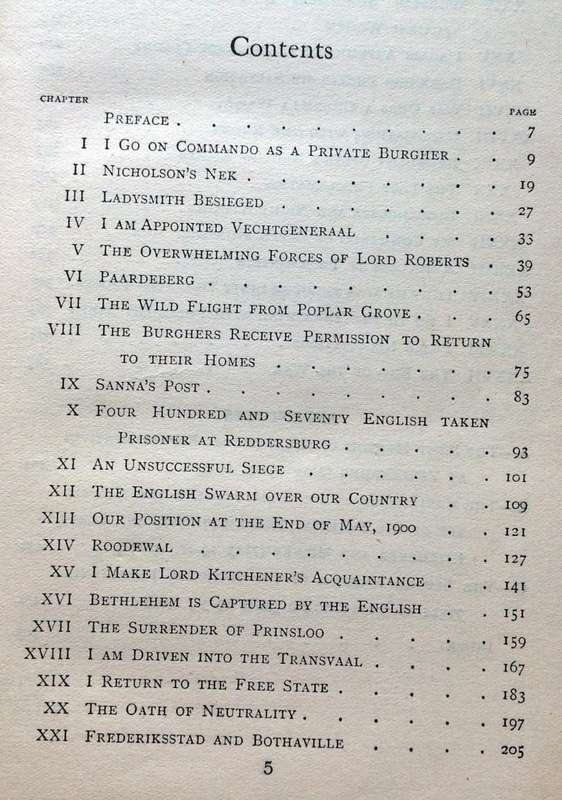 Contents
CHAPTER PAGE
PREFACE . . . . . . . . . . 7
I I GO ON COMMANDO AS A PRIVATE BURGHER . . 9
II NICHOLSON'S NEK . . . . . . . . 19
III LADYSMITH BESIEGED . . . . . . . 27
IV I AM APPOINTED VECHTGENERAAL . . . . 33
V THE OVERWHELMING FORCES OF LORD ROBERTS . 39
VI PAARDEBERG . . . . . . . . . 53
VII THE WILD FLIGHT FROM POPLAR GROVE . . . 65
VIII THE BURGHERS RECEIVE PERMISSION TO RETURN
TO THEIR HOMES . . . . . . . 75
IX SANNA'S POST . . . . . . . . . 83
X FOUR HUNDRED AND SEVENTY ENGLISH TAKEN
PRISONER AT REDDERSBURG . . . . . 93
XI AN UNSUCCESSFUL SIEGE . . . . . . 101
XII THE ENGLISH SWARM OVER OUR COUNTRY . . 109
XIII OUR POSITION AT THE END OF MAY, 1900 . . 121
XIV ROODEWAL . . . . . . . . . 127
XV I MAKE LORD KITCHENER'S ACQUAINTANCE . . 141
XVI BETHLEHEM IS CAPTURED BY THE ENGLISH . . 151
XVII THE SURRENDER OF PRINSLOO . . . . . 159
XVIII I AM DRIVEN INTO THE TRANSVAAL . . . . 167
XIX I RETURN TO THE FREE STATE . . . . . 183
XX THE OATH OF NEUTRALITY . . . . . . 197
XXI FREDERIKSSTAD AND BOTHAVILLE . . . . 205
5